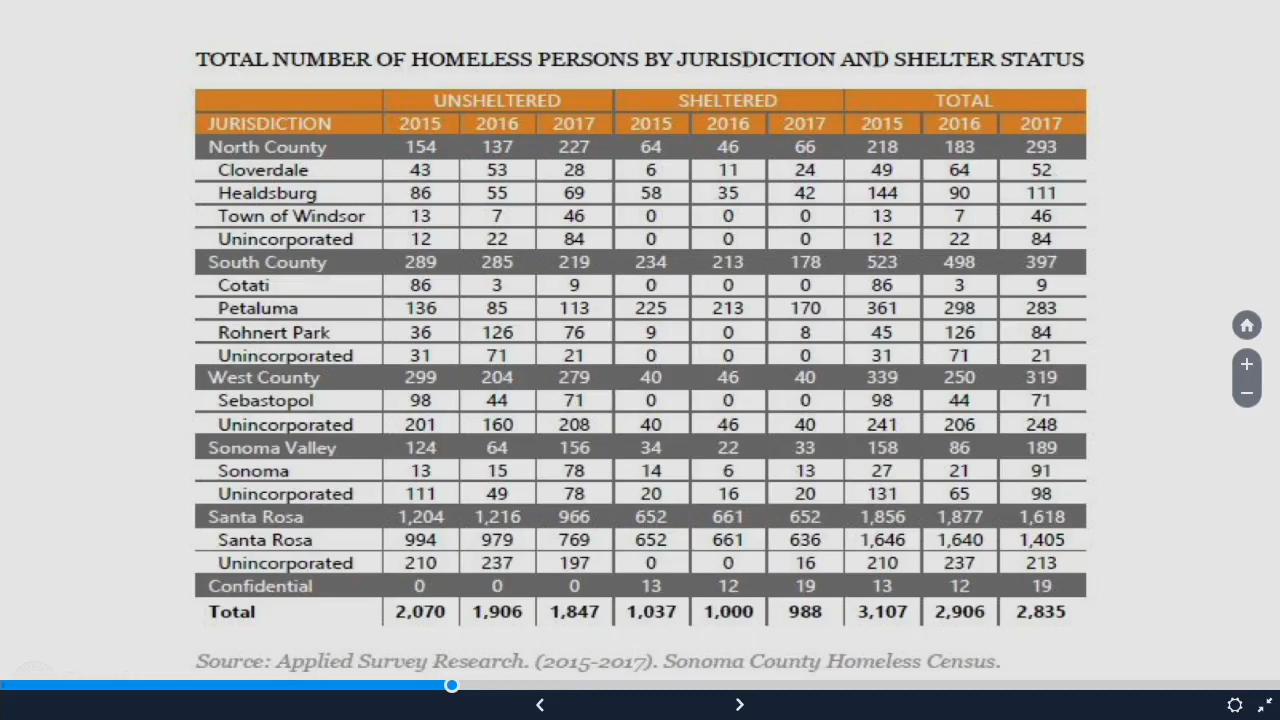 TOTAL NUMBER OF HOMELESS PERSONS BY JURISDICTION AND SHELTER STATUS
UNSHELTERED SHELTERED TOTAL
JURISDICTION 2015 2016 2017 2015 2016 2017 2015 2016 2017
North County 154 137 227 64 46 66 218 183 293
Cloverdale 43 53 28 6 11 24 49 64 52
Healdsburg 86 55 69 58 35 42 144 90 111
Town of Windsor 13 7 46 0 0 0 13 7 46
Unincorporated 12 22 84 0 0 0 12 22 84
South County 289 285 219 234 213 178 523 498 397
Cotati 86 3 9 0 0 0 86 3 9
Petaluma 136 85 113 225 213 170 361 298 283
Rohnert Park 36 126 76 9 0 8 45 126 84
Unincorporated 31 71 21 0 0 0 31 71 21
West County 299 204 279 40 46 40 339 250 319
Sebastopol 98 44 71 0 0 0 98 44 71
Unincorporated 201 160 208 40 46 40 241 206 248
Sonoma Valley 124 64 156 34 22 33 158 86 189
Sonoma 13 15 78 14 6 13 27 21 91
Unincorporated 111 49 78 20 16 20 131 65 98
Santa Rosa 1,204 1,216 966 652 661 652 1,856 1,877 1,618
Santa Rosa 994 979 769 652 661 636 1,646 1,640 1,405
Unincorporated 210 237 197 0 0 16 210 237 213
Confidential 0 0 0 13 12 19 13 12 19
Total 2,070 1,906 1,847 1,037 1,000 988 3,107 2,906 2,835
Source: Applied Survey Research. (2015-2017). Sonoma County Homeless Census.